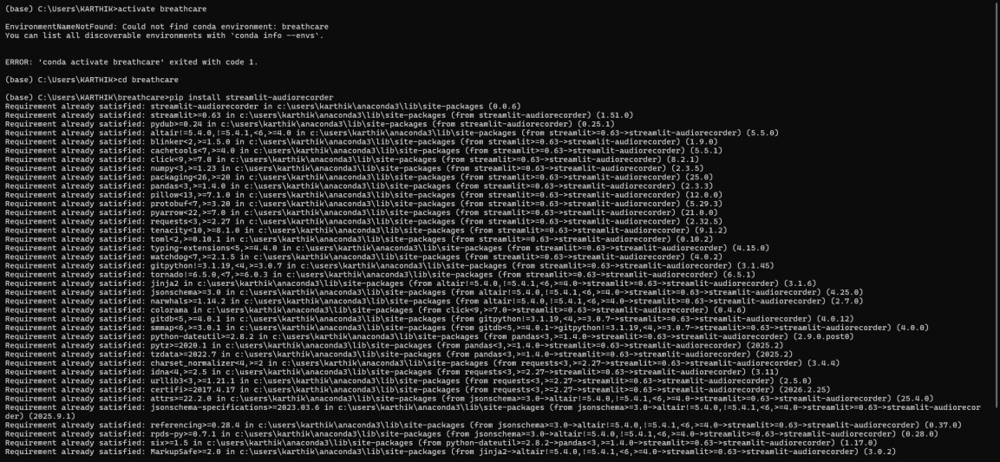 (base) C:\Users\KARTHIK>activate breathcare
EnvironmentNameNotFound: Could not find conda environment: breathcare
You can list all discoverable environments with `conda info --envs`.
ERROR: 'conda activate breathcare' exited with code 1.
(base) C:\Users\KARTHIK>cd breathcare
(base) C:\Users\KARTHIK\breathcare>pip install streamlit-audiorecorder
Requirement already satisfied: streamlit-audiorecorder in c:\users\karthik\anaconda3\lib\site-packages (0.0.6)
Requirement already satisfied: streamlit>=0.63 in c:\users\karthik\anaconda3\lib\site-packages (from streamlit-audiorecorder) (1.51.0)
Requirement already satisfied: pydub>=0.24 in c:\users\karthik\anaconda3\lib\site-packages (from streamlit-audiorecorder) (0.25.1)
Requirement already satisfied: altair!=5.4.0,!=5.4.1,<6,>=4.0 in c:\users\karthik\anaconda3\lib\site-packages (from streamlit>=0.63->streamlit-audiorecorder) (5.5.0)
Requirement already satisfied: blinker<2,>=1.5.0 in c:\users\karthik\anaconda3\lib\site-packages (from streamlit>=0.63->streamlit-audiorecorder) (1.9.0)
Requirement already satisfied: cachetools<7,>=4.0 in c:\users\karthik\anaconda3\lib\site-packages (from streamlit>=0.63->streamlit-audiorecorder) (5.5.1)
Requirement already satisfied: click<9,>=7.0 in c:\users\karthik\anaconda3\lib\site-packages (from streamlit>=0.63->streamlit-audiorecorder) (8.2.1)
Requirement already satisfied: numpy<3,>=1.23 in c:\users\karthik\anaconda3\lib\site-packages (from streamlit>=0.63->streamlit-audiorecorder) (2.3.5)
Requirement already satisfied: packaging<26,>=20 in c:\users\karthik\anaconda3\lib\site-packages (from streamlit>=0.63->streamlit-audiorecorder) (25.0)
Requirement already satisfied: pandas<3,>=1.4.0 in c:\users\karthik\anaconda3\lib\site-packages (from streamlit>=0.63->streamlit-audiorecorder) (2.3.3)
Requirement already satisfied: pillow<13,>=7.1.0 in c:\users\karthik\anaconda3\lib\site-packages (from streamlit>=0.63->streamlit-audiorecorder) (12.0.0)
Requirement already satisfied: protobuf<7,>=3.20 in c:\users\karthik\anaconda3\lib\site-packages (from streamlit>=0.63->streamlit-audiorecorder) (5.29.3)
Requirement already satisfied: pyarrow<22,>=7.0 in c:\users\karthik\anaconda3\lib\site-packages (from streamlit>=0.63->streamlit-audiorecorder) (21.0.0)
Requirement already satisfied: requests<3,>=2.27 in c:\users\karthik\anaconda3\lib\site-packages (from streamlit>=0.63->streamlit-audiorecorder) (2.32.5)
Requirement already satisfied: tenacity<10,>=8.1.0 in c:\users\karthik\anaconda3\lib\site-packages (from streamlit>=0.63->streamlit-audiorecorder) (9.1.2)
Requirement already satisfied: toml<2,>=0.10.1 in c:\users\karthik\anaconda3\lib\site-packages (from streamlit>=0.63->streamlit-audiorecorder) (0.10.2)
Requirement already satisfied: typing-extensions<5,>=4.4.0 in c:\users\karthik\anaconda3\lib\site-packages (from streamlit>=0.63->streamlit-audiorecorder) (4.15.0)
Requirement already satisfied: watchdog<7,>=2.1.5 in c:\users\karthik\anaconda3\lib\site-packages (from streamlit>=0.63->streamlit-audiorecorder) (4.0.2)
Requirement already satisfied: gitpython!=3.1.19,<4,>=3.0.7 in c:\users\karthik\anaconda3\lib\site-packages (from streamlit>=0.63->streamlit-audiorecorder) (3.1.45)
Requirement already satisfied: tornado!=6.5.0,<7,>=6.0.3 in c:\users\karthik\anaconda3\lib\site-packages (from streamlit>=0.63->streamlit-audiorecorder) (6.5.1)
Requirement already satisfied: jinja2 in c:\users\karthik\anaconda3\lib\site-packages (from altair!=5.4.0,!=5.4.1,<6,>=4.0->streamlit>=0.63->streamlit-audiorecorder) (3.1.6)
Requirement already satisfied: jsonschema>=3.0 in c:\users\karthik\anaconda3\lib\site-packages (from altair!=5.4.0,!=5.4.1,<6,>=4.0->streamlit>=0.63->streamlit-audiorecorder) (4.25.0)
Requirement already satisfied: narwhals>=1.14.2 in c:\users\karthik\anaconda3\lib\site-packages (from altair!=5.4.0,!=5.4.1,<6,>=4.0->streamlit>=0.63->streamlit-audiorecorder) (2.7.0)
Requirement already satisfied: colorama in c:\users\karthik\anaconda3\lib\site-packages (from click<9,>=7.0->streamlit>=0.63->streamlit-audiorecorder) (0.4.6)
Requirement already satisfied: gitdb<5,>=4.0.1 in c:\users\karthik\anaconda3\lib\site-packages (from gitpython!=3.1.19,<4,>=3.0.7->streamlit>=0.63->streamlit-audiorecorder) (4.0.12)
Requirement already satisfied: smmap<6,>=3.0.1 in c:\users\karthik\anaconda3\lib\site-packages (from gitdb<5,>=4.0.1->gitpython!=3.1.19,<4,>=3.0.7->streamlit>=0.63->streamlit-audiorecorder) (4.0.0)
Requirement already satisfied: python-dateutil>=2.8.2 in c:\users\karthik\anaconda3\lib\site-packages (from pandas<3,>=1.4.0->streamlit>=0.63->streamlit-audiorecorder) (2.9.0.post0)
Requirement already satisfied: pytz>=2020.1 in c:\users\karthik\anaconda3\lib\site-packages (from pandas<3,>=1.4.0->streamlit>=0.63->streamlit-audiorecorder) (2025.2)
Requirement already satisfied: tzdata>=2022.7 in c:\users\karthik\anaconda3\lib\site-packages (from pandas<3,>=1.4.0->streamlit>=0.63->streamlit-audiorecorder) (2025.2)
Requirement already satisfied: charset_normalizer<4,>=2 in c:\users\karthik\anaconda3\lib\site-packages (from requests<3,>=2.27->streamlit>=0.63->streamlit-audiorecorder) (3.4.4)
Requirement already satisfied: idna<4,>=2.5 in c:\users\karthik\anaconda3\lib\site-packages (from requests<3,>=2.27->streamlit>=0.63->streamlit-audiorecorder) (3.11)
Requirement already satisfied: urllib3<3,>=1.21.1 in c:\users\karthik\anaconda3\lib\site-packages (from requests<3,>=2.27->streamlit>=0.63->streamlit-audiorecorder) (2.5.0)
Requirement already satisfied: certifi>=2017.4.17 in c:\users\karthik\anaconda3\lib\site-packages (from requests<3,>=2.27->streamlit>=0.63->streamlit-audiorecorder) (2026.2.25)
Requirement already satisfied: attrs>=22.2.0 in c:\users\karthik\anaconda3\lib\site-packages (from jsonschema>=3.0->altair!=5.4.0,!=5.4.1,<6,>=4.0->streamlit>=0.63->streamlit-audiorecorder) (25.4.0)
Requirement already satisfied: jsonschema-specifications>=2023.03.6 in c:\users\karthik\anaconda3\lib\site-packages (from jsonschema>=3.0->altair!=5.4.0,!=5.4.1,<6,>=4.0->streamlit>=0.63->streamlit-audiorecor
der) (2025.9.1)
Requirement already satisfied: referencing>=0.28.4 in c:\users\karthik\anaconda3\lib\site-packages (from jsonschema>=3.0->altair!=5.4.0,!=5.4.1,<6,>=4.0->streamlit>=0.63->streamlit-audiorecorder) (0.37.0)
Requirement already satisfied: rpds-py>=0.7.1 in c:\users\karthik\anaconda3\lib\site-packages (from jsonschema>=3.0->altair!=5.4.0,!=5.4.1,<6,>=4.0->streamlit>=0.63->streamlit-audiorecorder) (0.28.0)
Requirement already satisfied: six>=1.5 in c:\users\karthik\anaconda3\lib\site-packages (from python-dateutil>=2.8.2->pandas<3,>=1.4.0->streamlit>=0.63->streamlit-audiorecorder) (1.17.0)
Requirement already satisfied: MarkupSafe>=2.0 in c:\users\karthik\anaconda3\lib\site-packages (from jinja2->altair!=5.4.0,!=5.4.1,<6,>=4.0->streamlit>=0.63->streamlit-audiorecorder) (3.0.2)